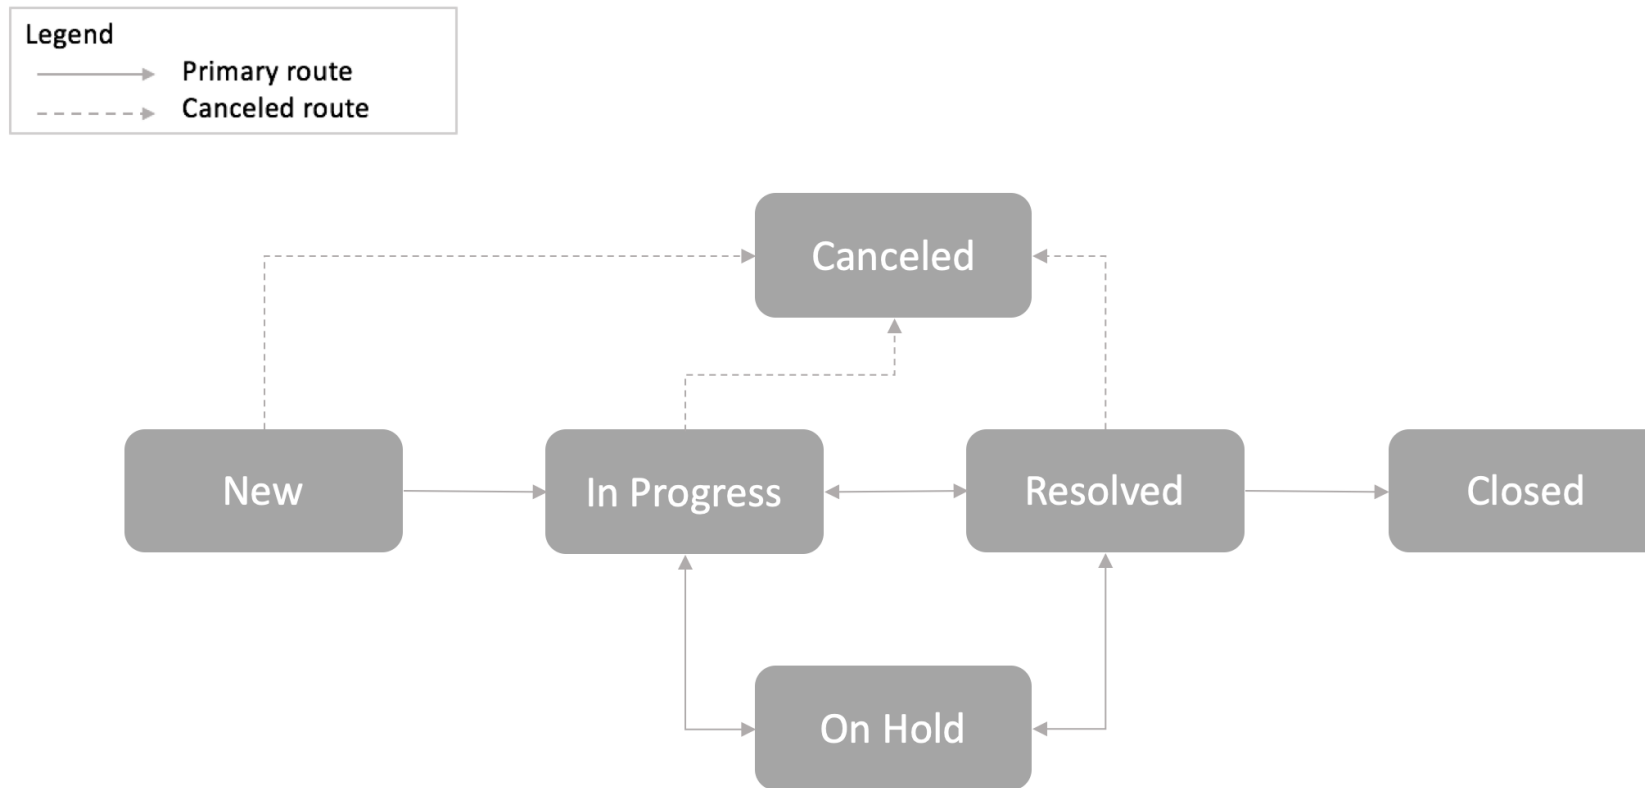 Legend
Primary route
Canceled route
Canceled
New
In Progress
Resolved
Closed
On Hold